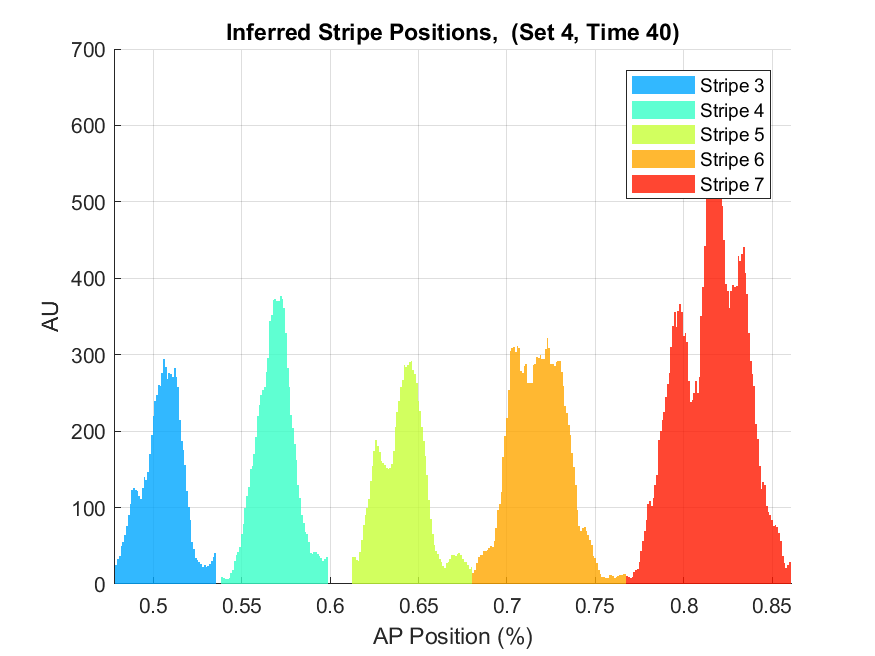 Inferred Stripe Positions,  (Set 4, Time 40)
700
600
500
400
300
200
100
0
AU
Stripe 3
Stripe 4
Stripe 5
Stripe 6
Stripe 7
0.5 0.55 0.6 0.65 0.7 0.75 0.8 0.85
AP Position (%)